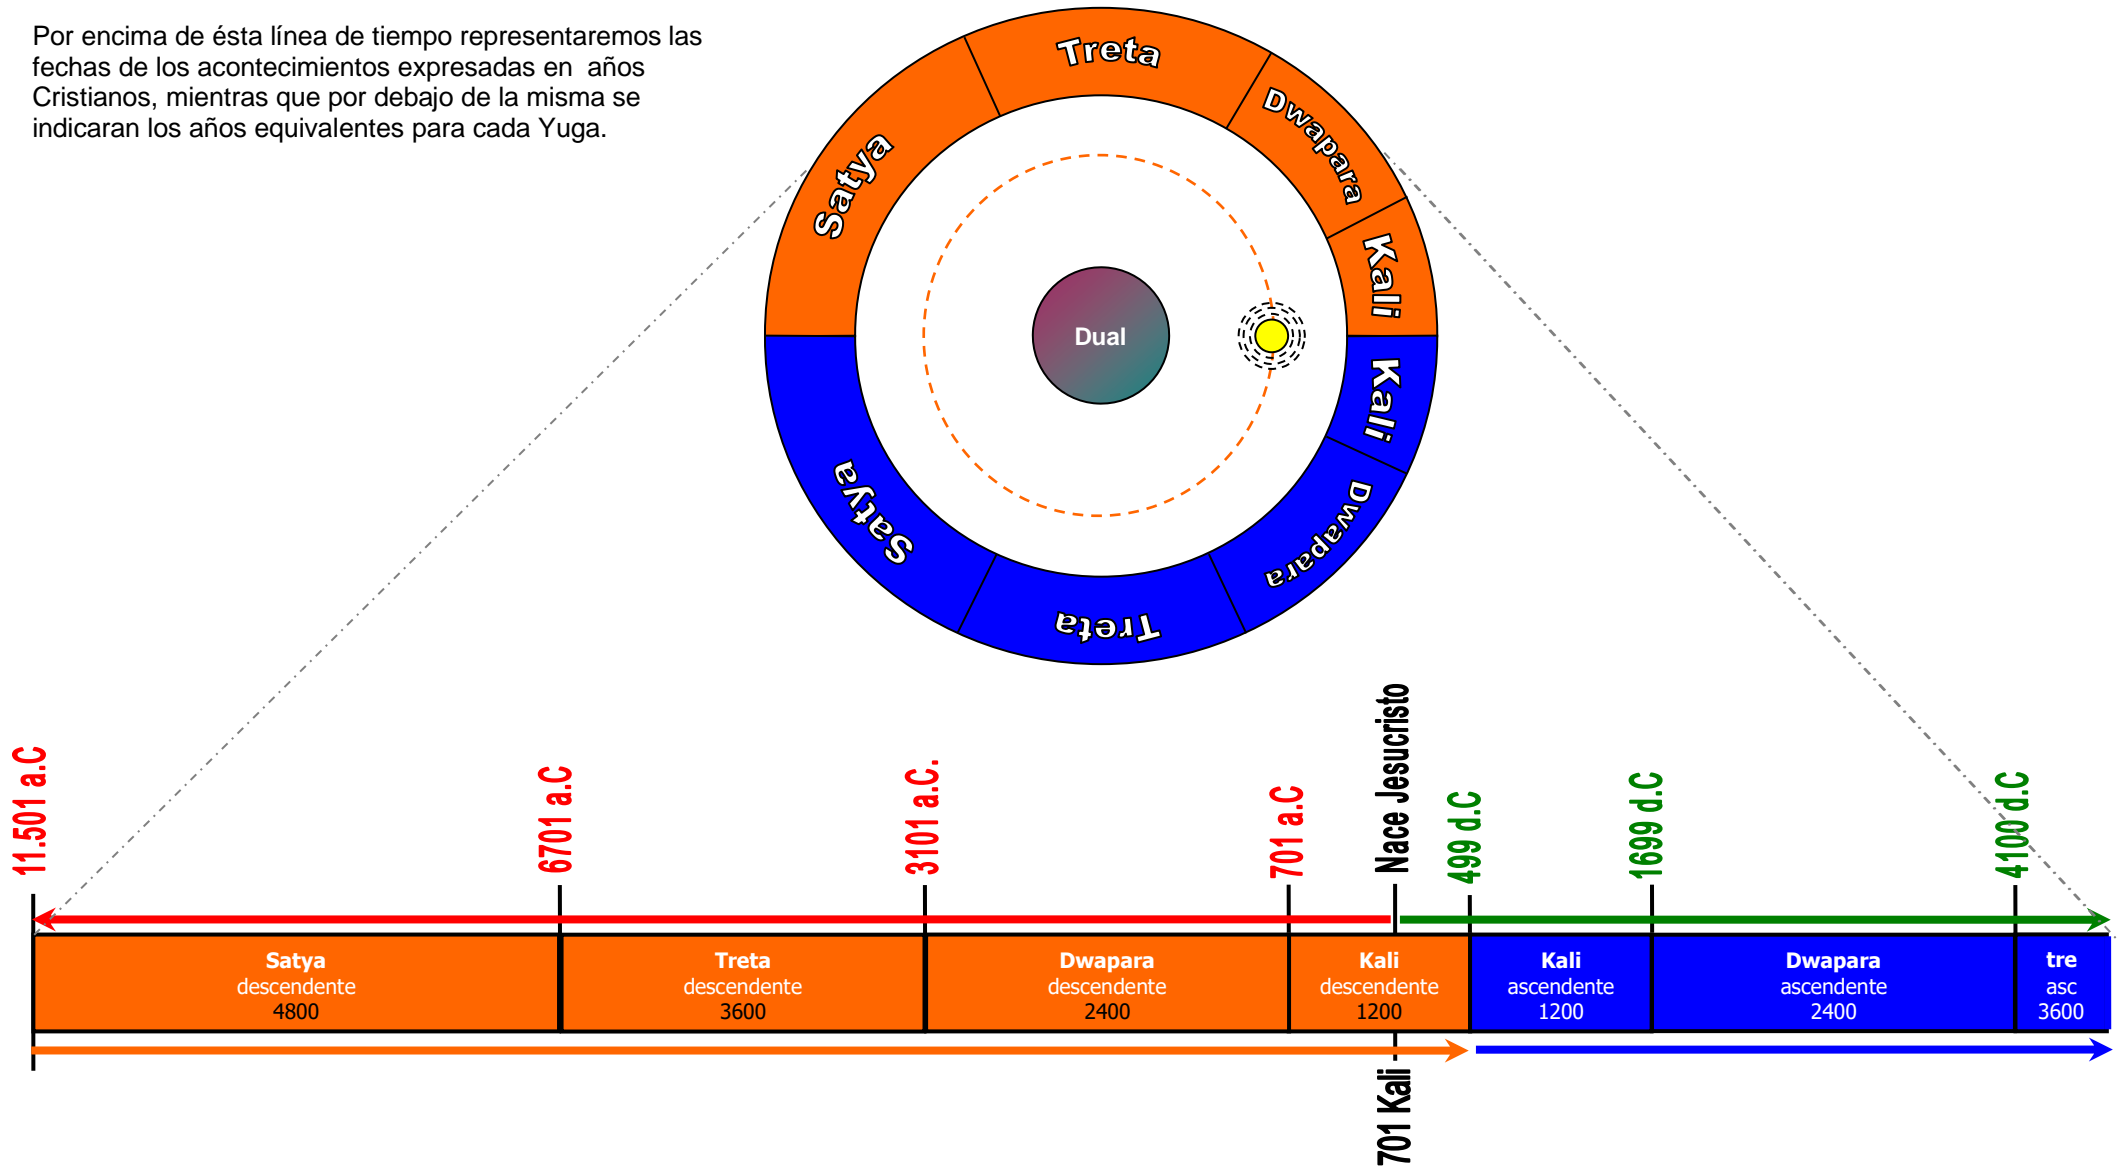 Por encima de ésta línea de tiempo representaremos las
fechas de los acontecimientos expresadas en años
Cristianos, mientras que por debajo de la misma se
indicaran los años equivalentes para cada Yuga.
Treta
Dwapara
Satya
Kali
Dual
Kali
Satya
Dwapara
Treta
11.501 a.C
6701 a.C
3101 a.C.
701 a.C
Nace Jesucristo
499 d.C
1699 d.C
4100 d.C
Satya
descendente
4800
Treta
descendente
3600
Dwapara
descendente
2400
Kali
descendente
1200
Kali
ascendente
1200
Dwapara
ascendente
2400
tre
asc
3600
701 Kali